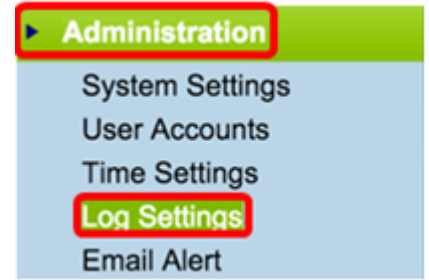 Administration
System Settings
User Accounts
Time Settings
Log Settings
Email Alert